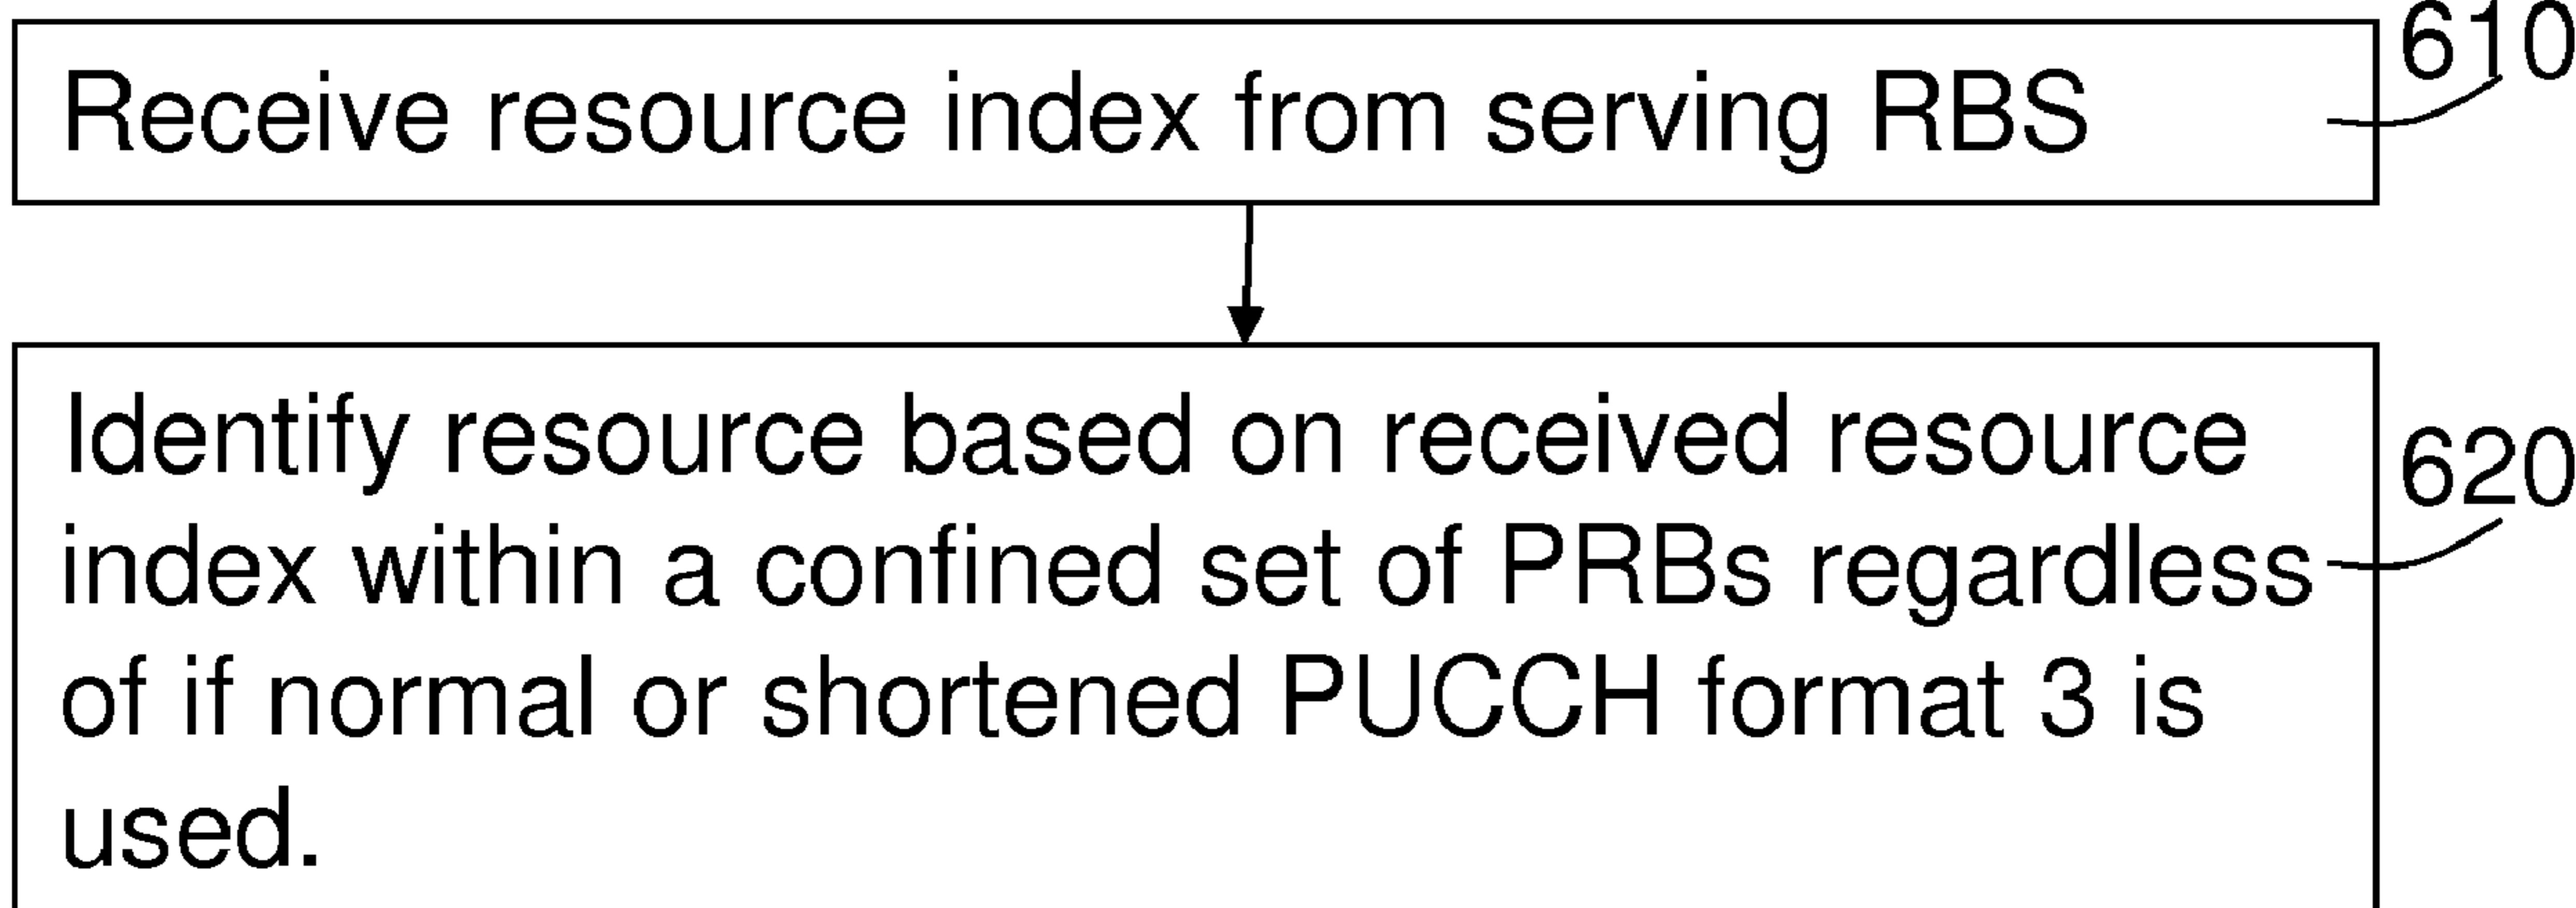 610
Receive resource index from serving RBS
Identify resource based on received resource
620
index within a confined set of PRBs regardless
of if normal or shortened PUCCH format 3 is
used.